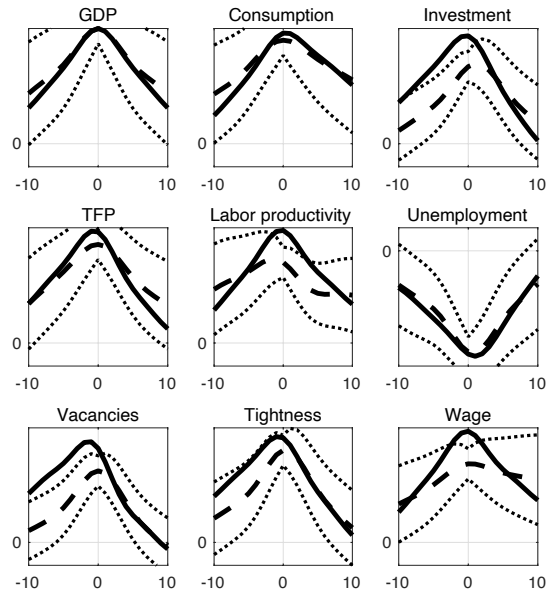 GDP Consumption Investment
0 0 0
-10 0 10 -10 0 10 -10 0 10
TFP Labor productivity Unemployment
0 0 0
-10 0 10 -10 0 10 -10 0 10
Vacancies Tightness Wage
0 0 0
-10 0 10 -10 0 10 -10 0 10